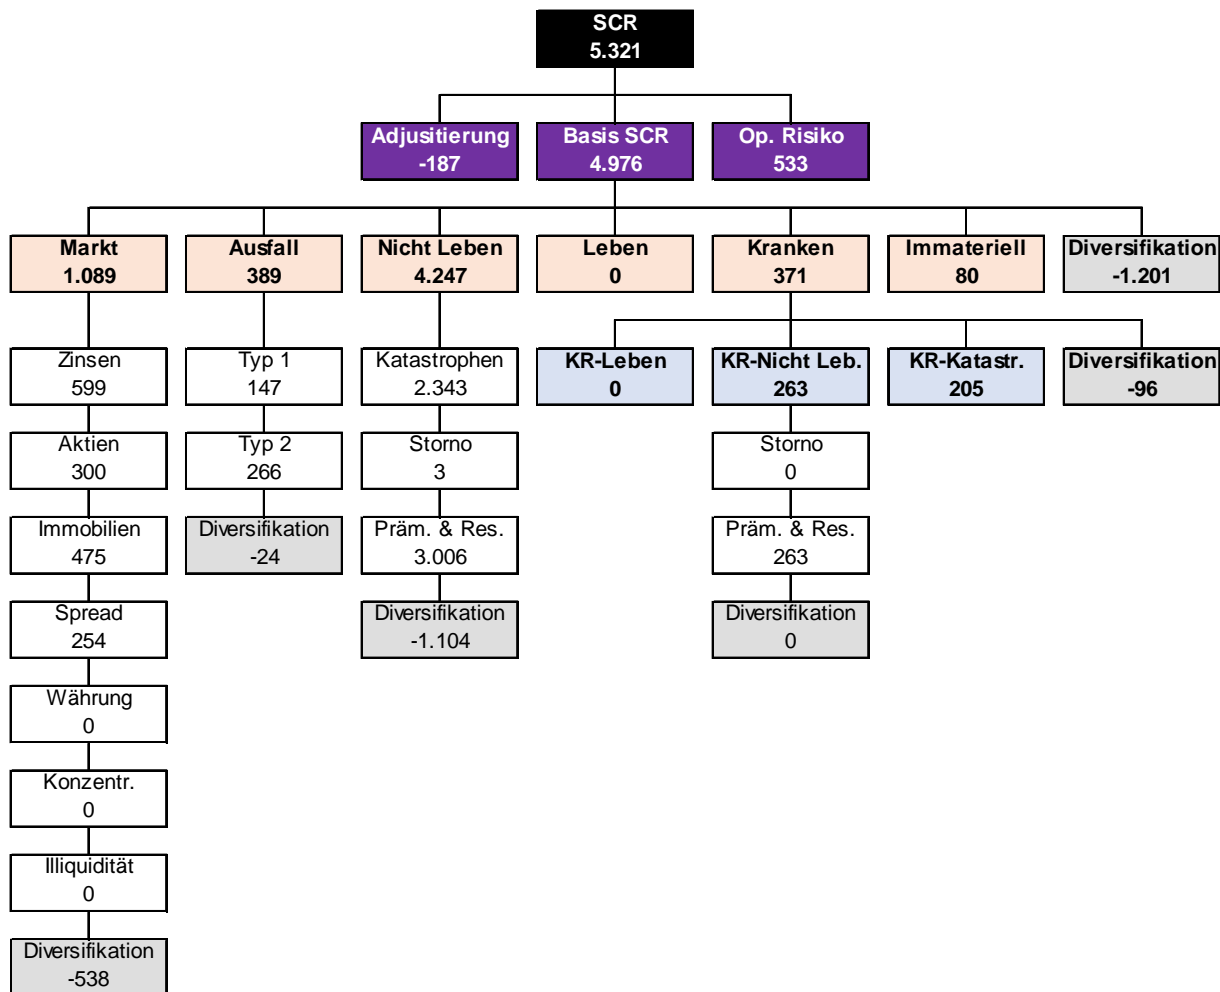 SCR
5.321
Adjusitierung
-187
Basis SCR
4.976
Op. Risiko
533
Markt
1.089
Ausfall
389
Nicht Leben
4.247
Leben
0
Kranken
371
Immateriell
80
Diversifikation
-1.201
Zinsen
599
Typ 1
147
Katastrophen
2.343
KR-Leben
0
KR-Nicht Leb.
263
KR-Katastr.
205
Diversifikation
-96
Aktien
300
Typ 2
266
Storno
3
Storno
0
Immobilien
475
Diversifikation
-24
Präm. & Res.
3.006
Präm. & Res.
263
Spread
254
Diversifikation
-1.104
Diversifikation
0
Währung
0
Konzentr.
0
Illiquidität
0
Diversifikation
-538